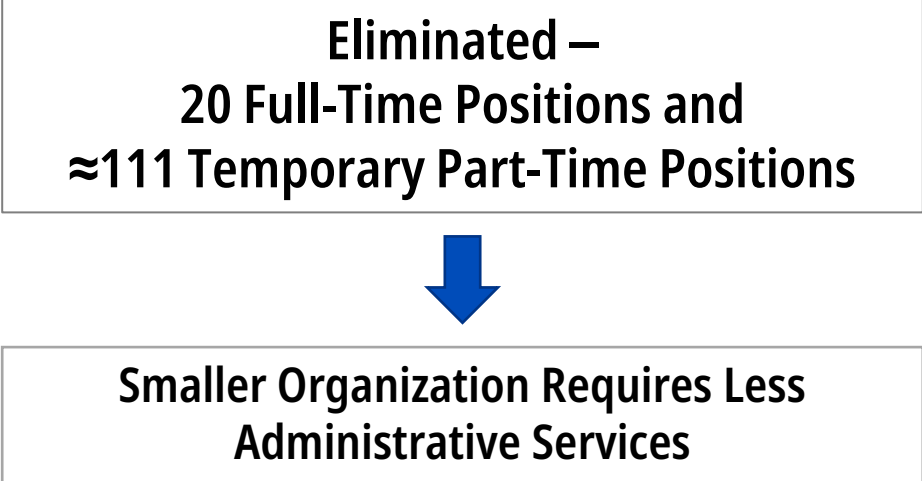 Eliminated –
20 Full-Time Positions and
≈111 Temporary Part-Time Positions
Smaller Organization Requires Less
Administrative Services